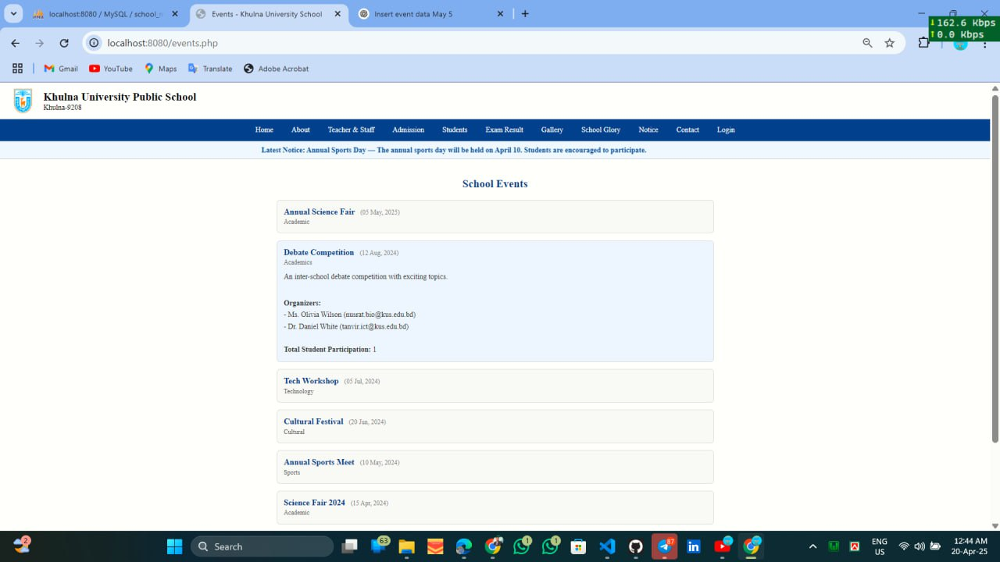 localhost:8080 / MySQL / school_m
Events - Khulna University School
Insert event data May 5
162.6 Kbps
0.0 Kbps
localhost:8080/events.php
Gmail
YouTube
Maps
Translate
Adobe Acrobat
Khulna University Public School
Khulna-9208
Home About Teacher & Staff Admission Students Exam Result Gallery School Glory Notice Contact Login
Latest Notice: Annual Sports Day — The annual sports day will be held on April 10. Students are encouraged to participate.
School Events
Annual Science Fair (05 May, 2025)
Academic
Debate Competition (12 Aug, 2024)
Academics
An inter-school debate competition with exciting topics.
Organizers:
- Ms. Olivia Wilson (nusrat.bio@kus.edu.bd)
- Dr. Daniel White (tanvir.ict@kus.edu.bd)
Total Student Participation: 1
Tech Workshop (05 Jul, 2024)
Technology
Cultural Festival (20 Jun, 2024)
Cultural
Annual Sports Meet (10 May, 2024)
Sports
Science Fair 2024 (15 Apr, 2024)
Academic
2
Search
63
1
1
87
ENG
US
12:44 AM
20-Apr-25